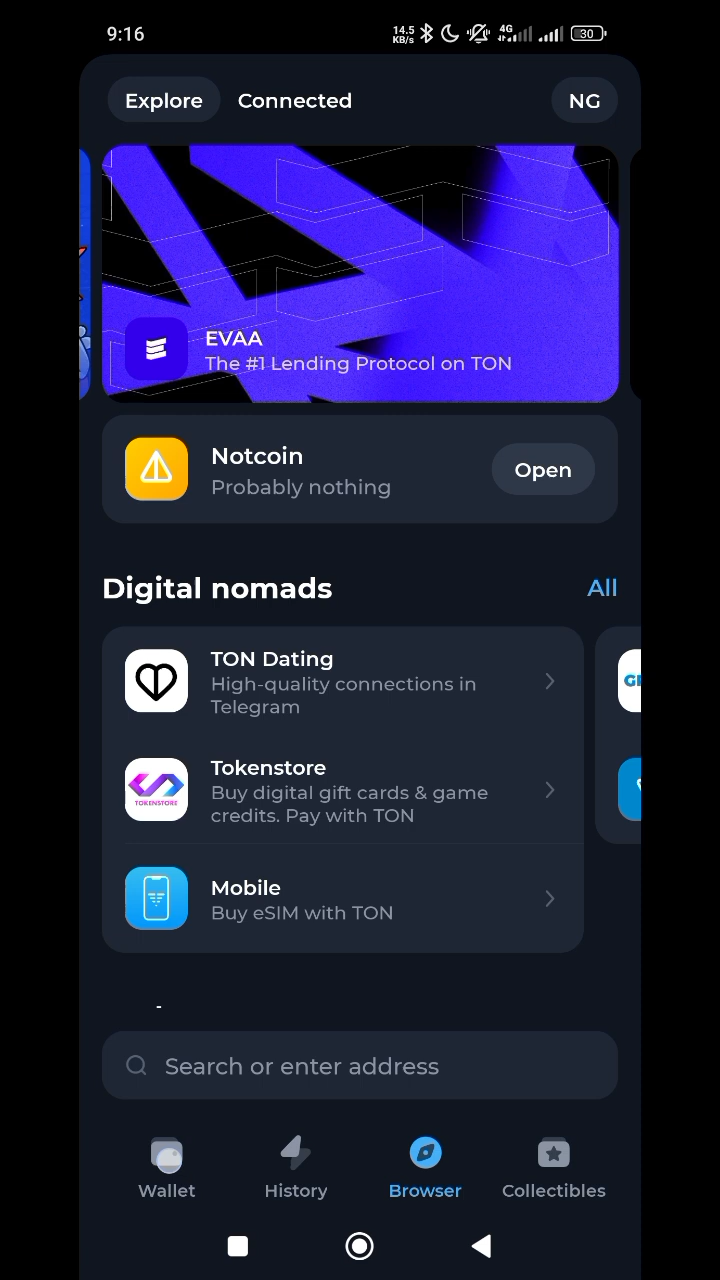 9:16
14.5
KB/s
4G
30
Explore
Connected
NG
EVAA
The #1 Lending Protocol on TON
Notcoin
Probably nothing
Open
Digital nomads
All
TON Dating
High-quality connections in
Telegram
TOKENSTORE
Tokenstore
Buy digital gift cards & game
credits. Pay with TON
Mobile
Buy eSIM with TON
Search or enter address
Wallet
History
Browser
Collectibles